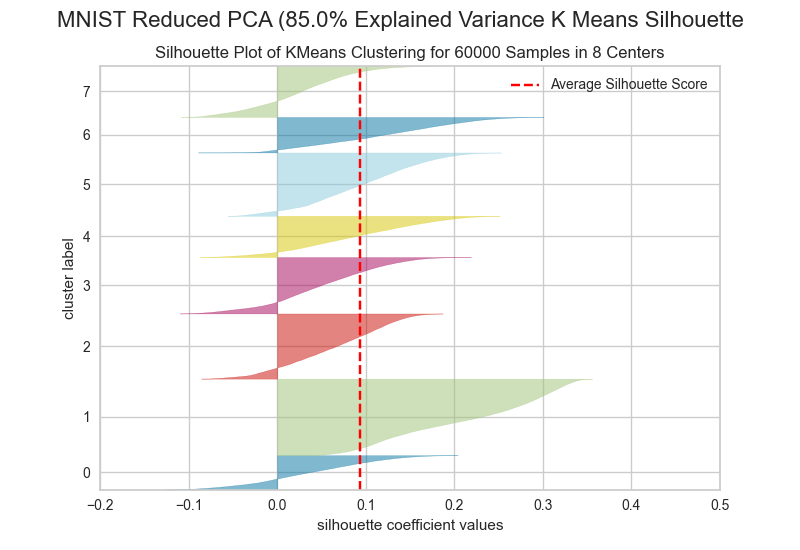 MNIST Reduced PCA (85.0% Explained Variance K Means Silhouette
Silhouette Plot of KMeans Clustering for 60000 Samples in 8 Centers
Average Silhouette Score
7
6
5
4
3
2
1
0
cluster label
−0.2 −0.1 0.0 0.1 0.2 0.3 0.4 0.5
silhouette coefficient values